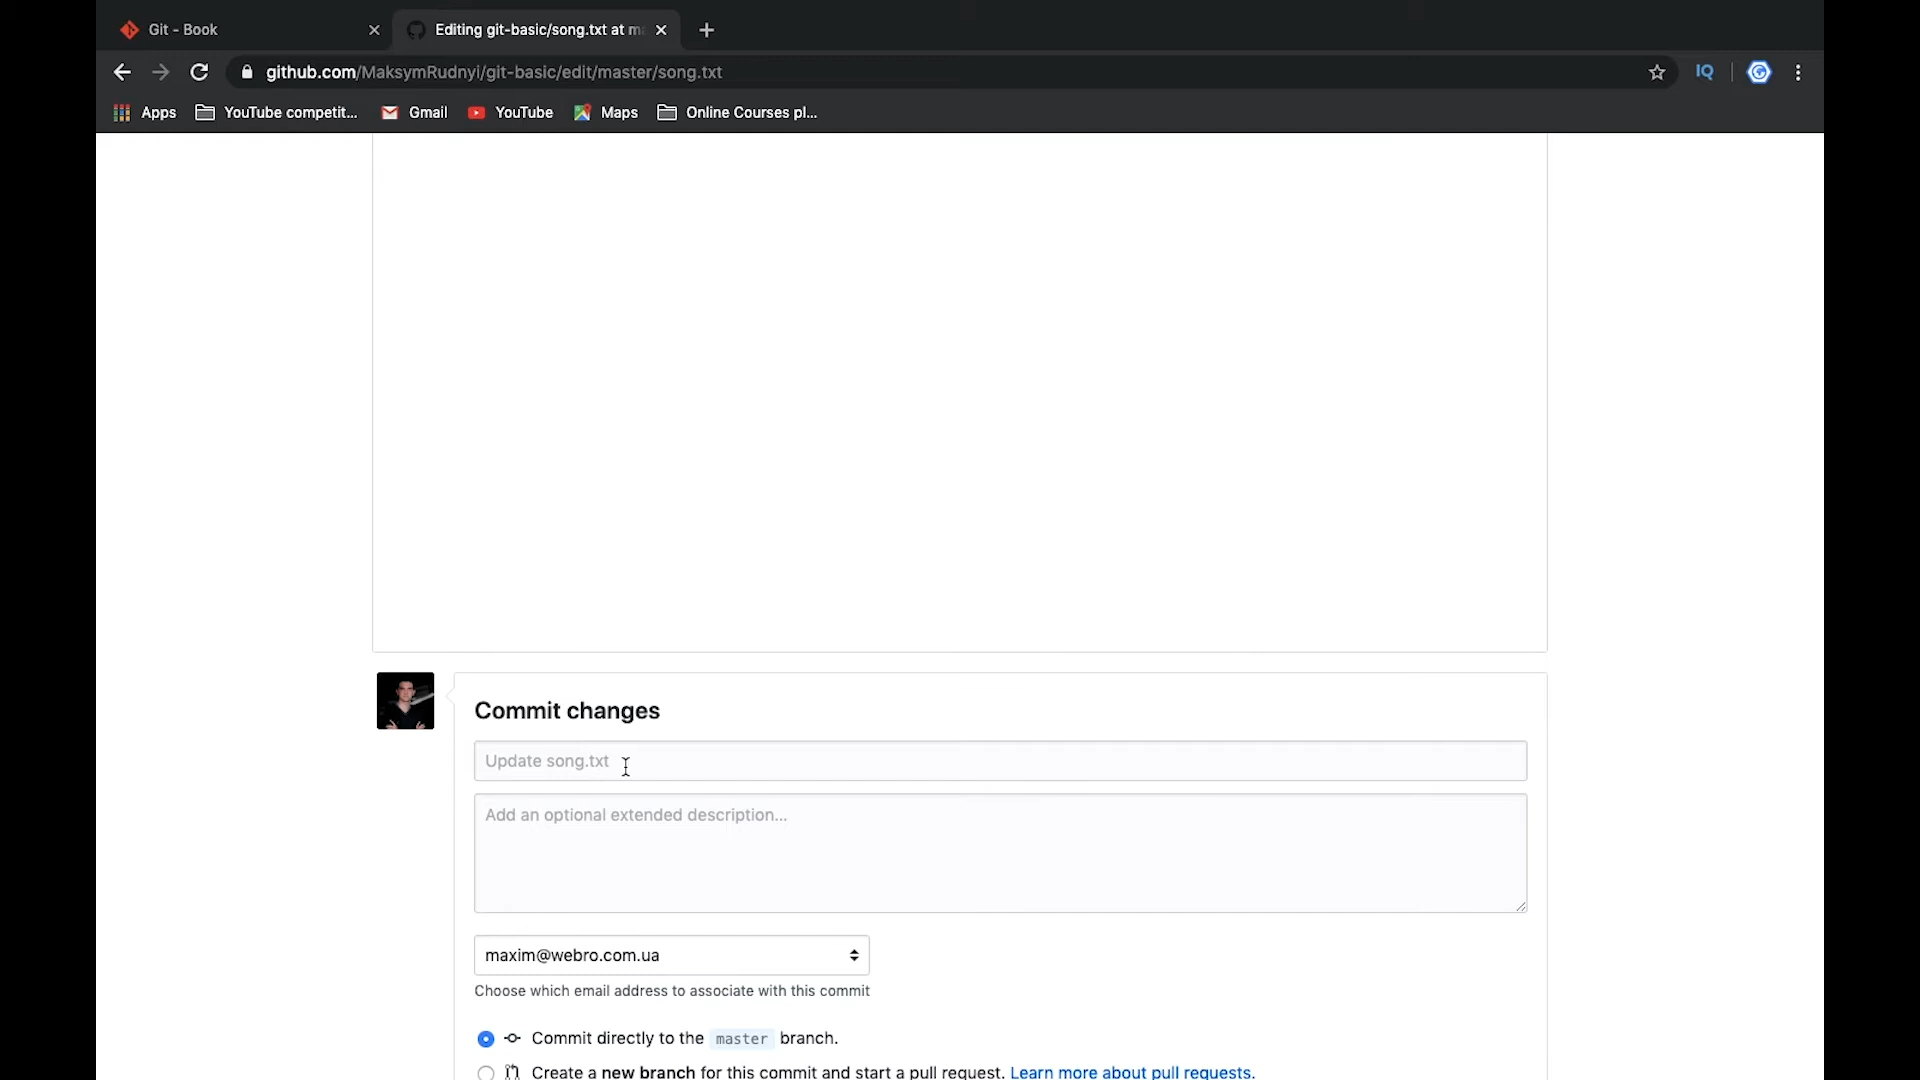 Git - Book
Editing git-basic/song.txt at m
github.com/MaksymRudnyi/git-basic/edit/master/song.txt
IQ
Apps
YouTube competit...
Gmail
YouTube
Maps
Online Courses pl...
Commit changes
Update song.txt
Add an optional extended description...
maxim@webro.com.ua
Choose which email address to associate with this commit
Commit directly to the master branch.
Create a new branch for this commit and start a pull request. Learn more about pull requests.